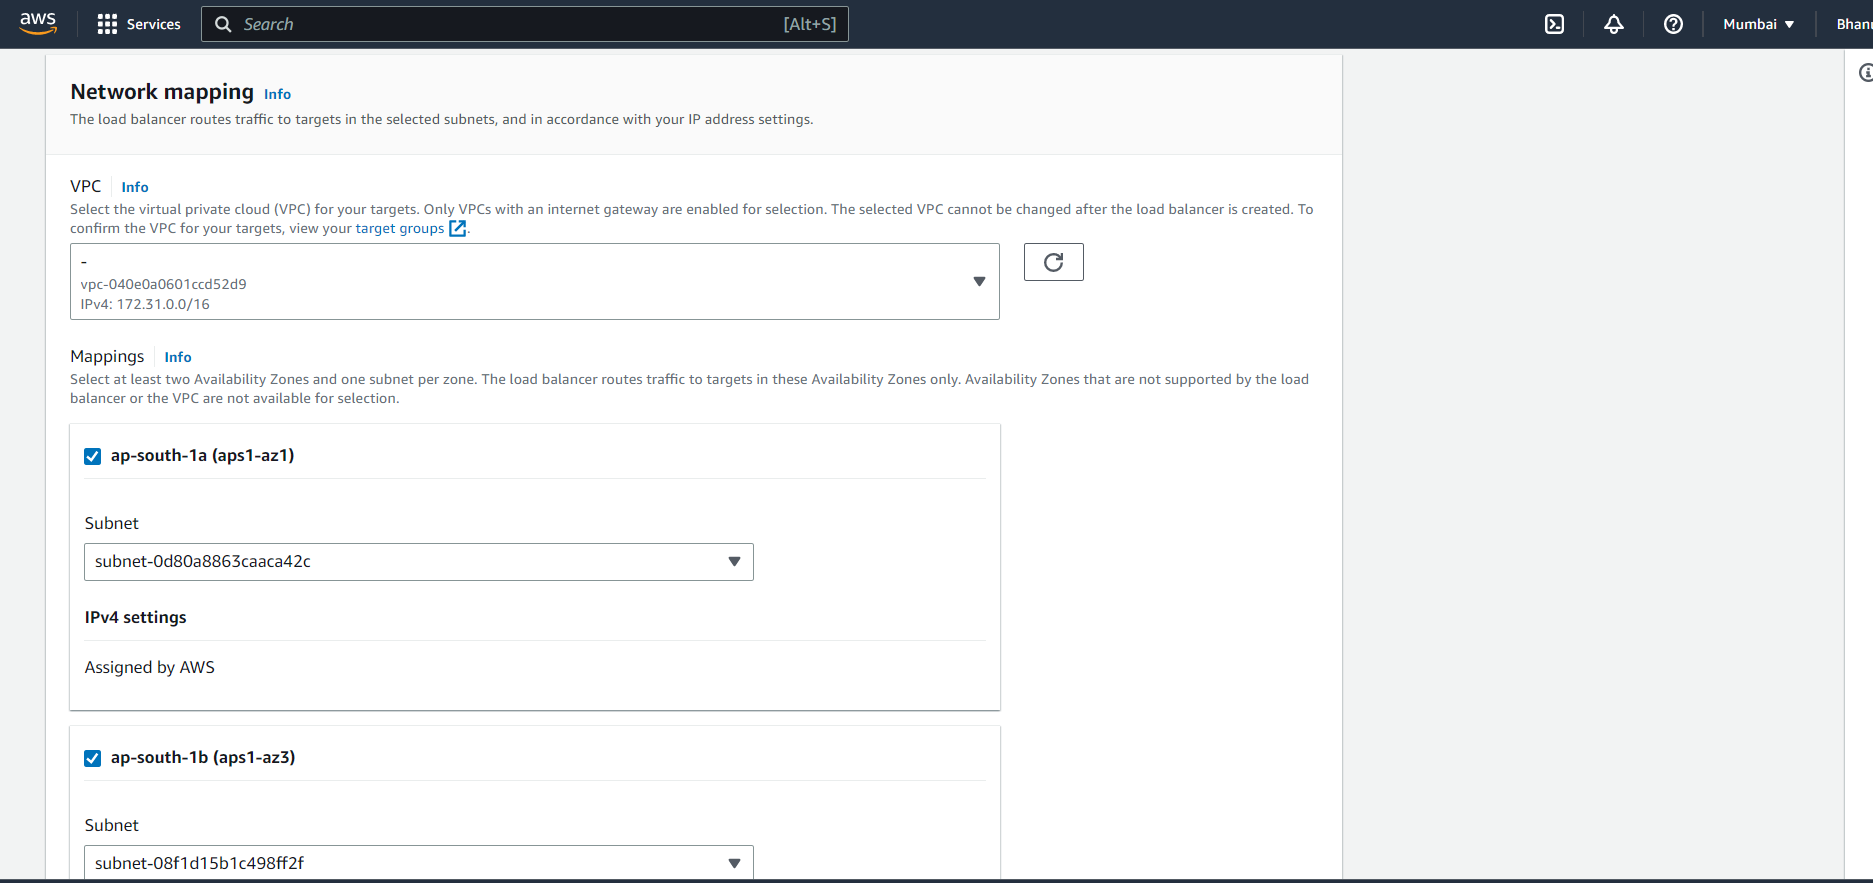 aws Services Search [Alt+S] Mumbai Bhan
Network mapping Info
The load balancer routes traffic to targets in the selected subnets, and in accordance with your IP address settings.
VPC Info
Select the virtual private cloud (VPC) for your targets. Only VPCs with an internet gateway are enabled for selection. The selected VPC cannot be changed after the load balancer is created. To
confirm the VPC for your targets, view your target groups.
-
vpc-040e0a0601ccd52d9
IPv4: 172.31.0.0/16
Mappings Info
Select at least two Availability Zones and one subnet per zone. The load balancer routes traffic to targets in these Availability Zones only. Availability Zones that are not supported by the load
balancer or the VPC are not available for selection.
ap-south-1a (aps1-az1)
Subnet
subnet-0d80a8863caaca42c
IPv4 settings
Assigned by AWS
ap-south-1b (aps1-az3)
Subnet
subnet-08f1d15b1c498ff2f